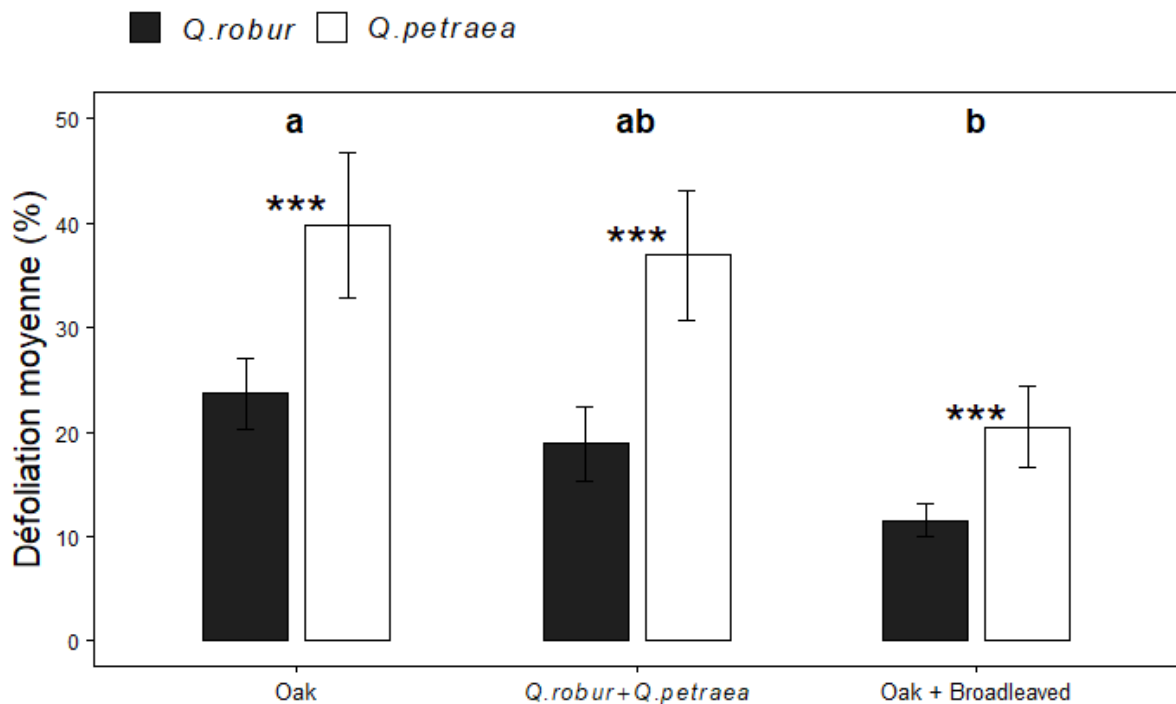 Q.robur Q.petraea
Défoliation moyenne (%)
50
40
30
20
10
0
a ab b
*** *** ***
Oak Q.robur+Q.petraea Oak + Broadleaved